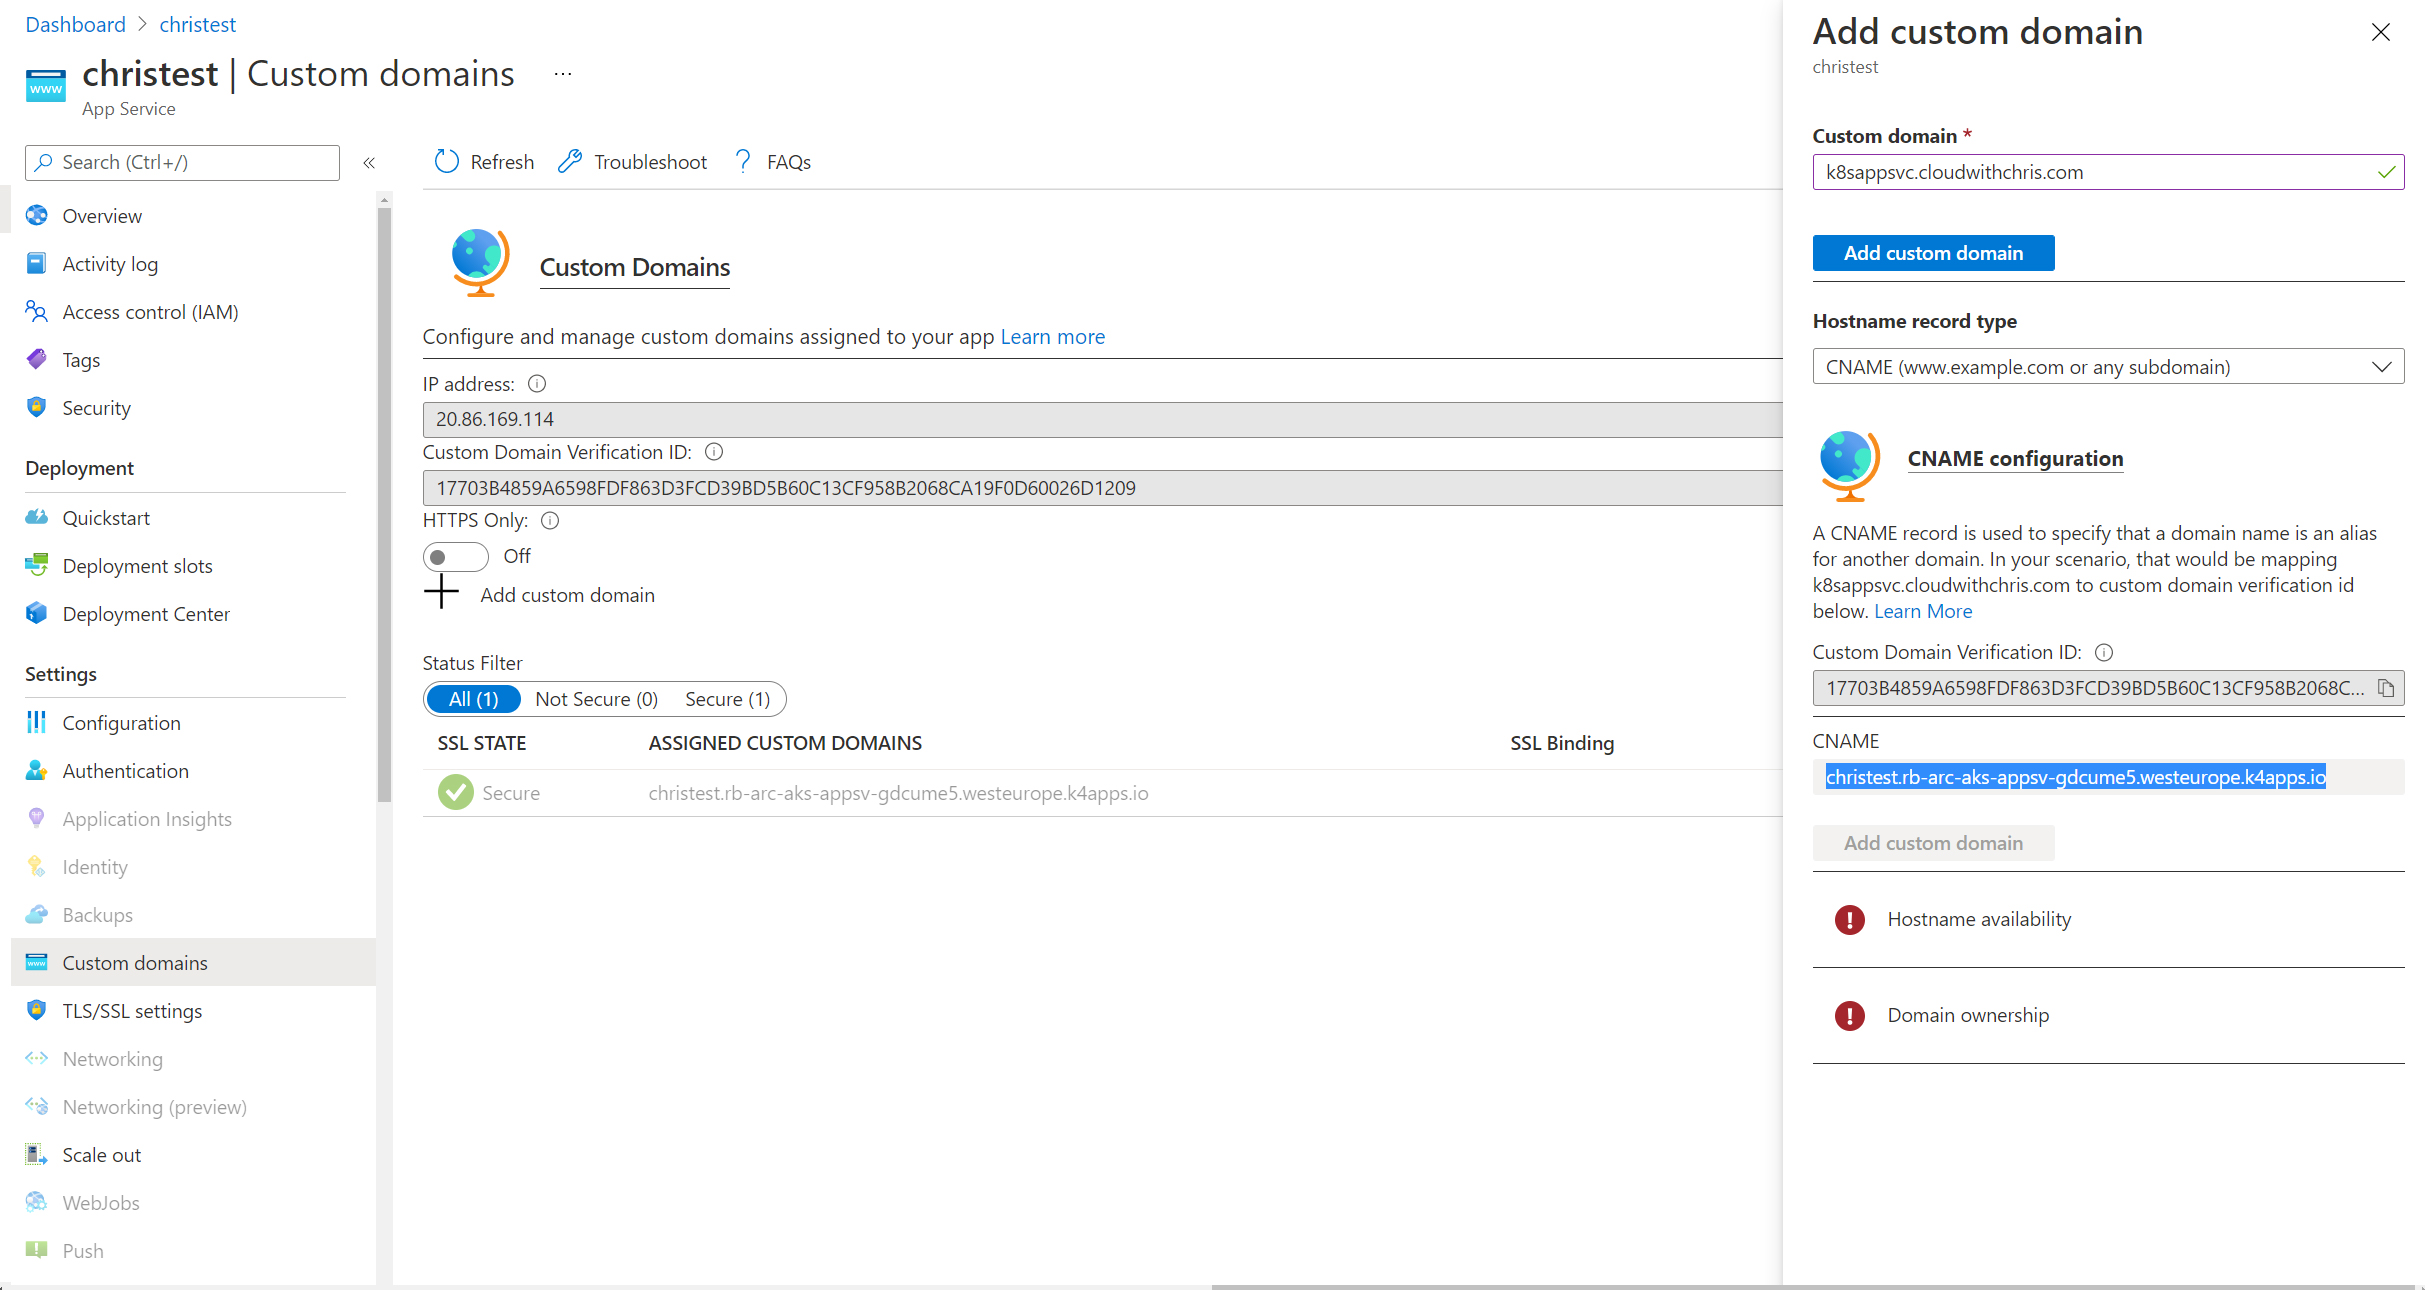 Dashboard > christest
christest | Custom domains ...
App Service
Search (Ctrl+/)
«
Overview
Activity log
Access control (IAM)
Tags
Security
Deployment
Quickstart
Deployment slots
Deployment Center
Settings
Configuration
Authentication
Application Insights
Identity
Backups
Custom domains
TLS/SSL settings
Networking
Networking (preview)
Scale out
WebJobs
Push
Refresh Troubleshoot ? FAQs
Custom Domains
Configure and manage custom domains assigned to your app Learn more
IP address:
20.86.169.114
Custom Domain Verification ID:
17703B4859A6598FDF863D3FCD39BD5B60C13CF958B2068CA19F0D60026D1209
HTTPS Only:
Off
Add custom domain
Status Filter
All (1) Not Secure (0) Secure (1)
SSL STATE ASSIGNED CUSTOM DOMAINS SSL Binding
Secure christest.rb-arc-aks-appsv-gdcume5.westeurope.k4apps.io
Add custom domain
christest
Custom domain *
k8sappsvc.cloudwithchris.com
Add custom domain
Hostname record type
CNAME (www.example.com or any subdomain)
CNAME configuration
A CNAME record is used to specify that a domain name is an alias
for another domain. In your scenario, that would be mapping
k8sappsvc.cloudwithchris.com to custom domain verification id
below. Learn More
Custom Domain Verification ID:
17703B4859A6598FDF863D3FCD39BD5B60C13CF958B2068C...
CNAME
christest.rb-arc-aks-appsv-gdcume5.westeurope.k4apps.io
Add custom domain
Hostname availability
Domain ownership